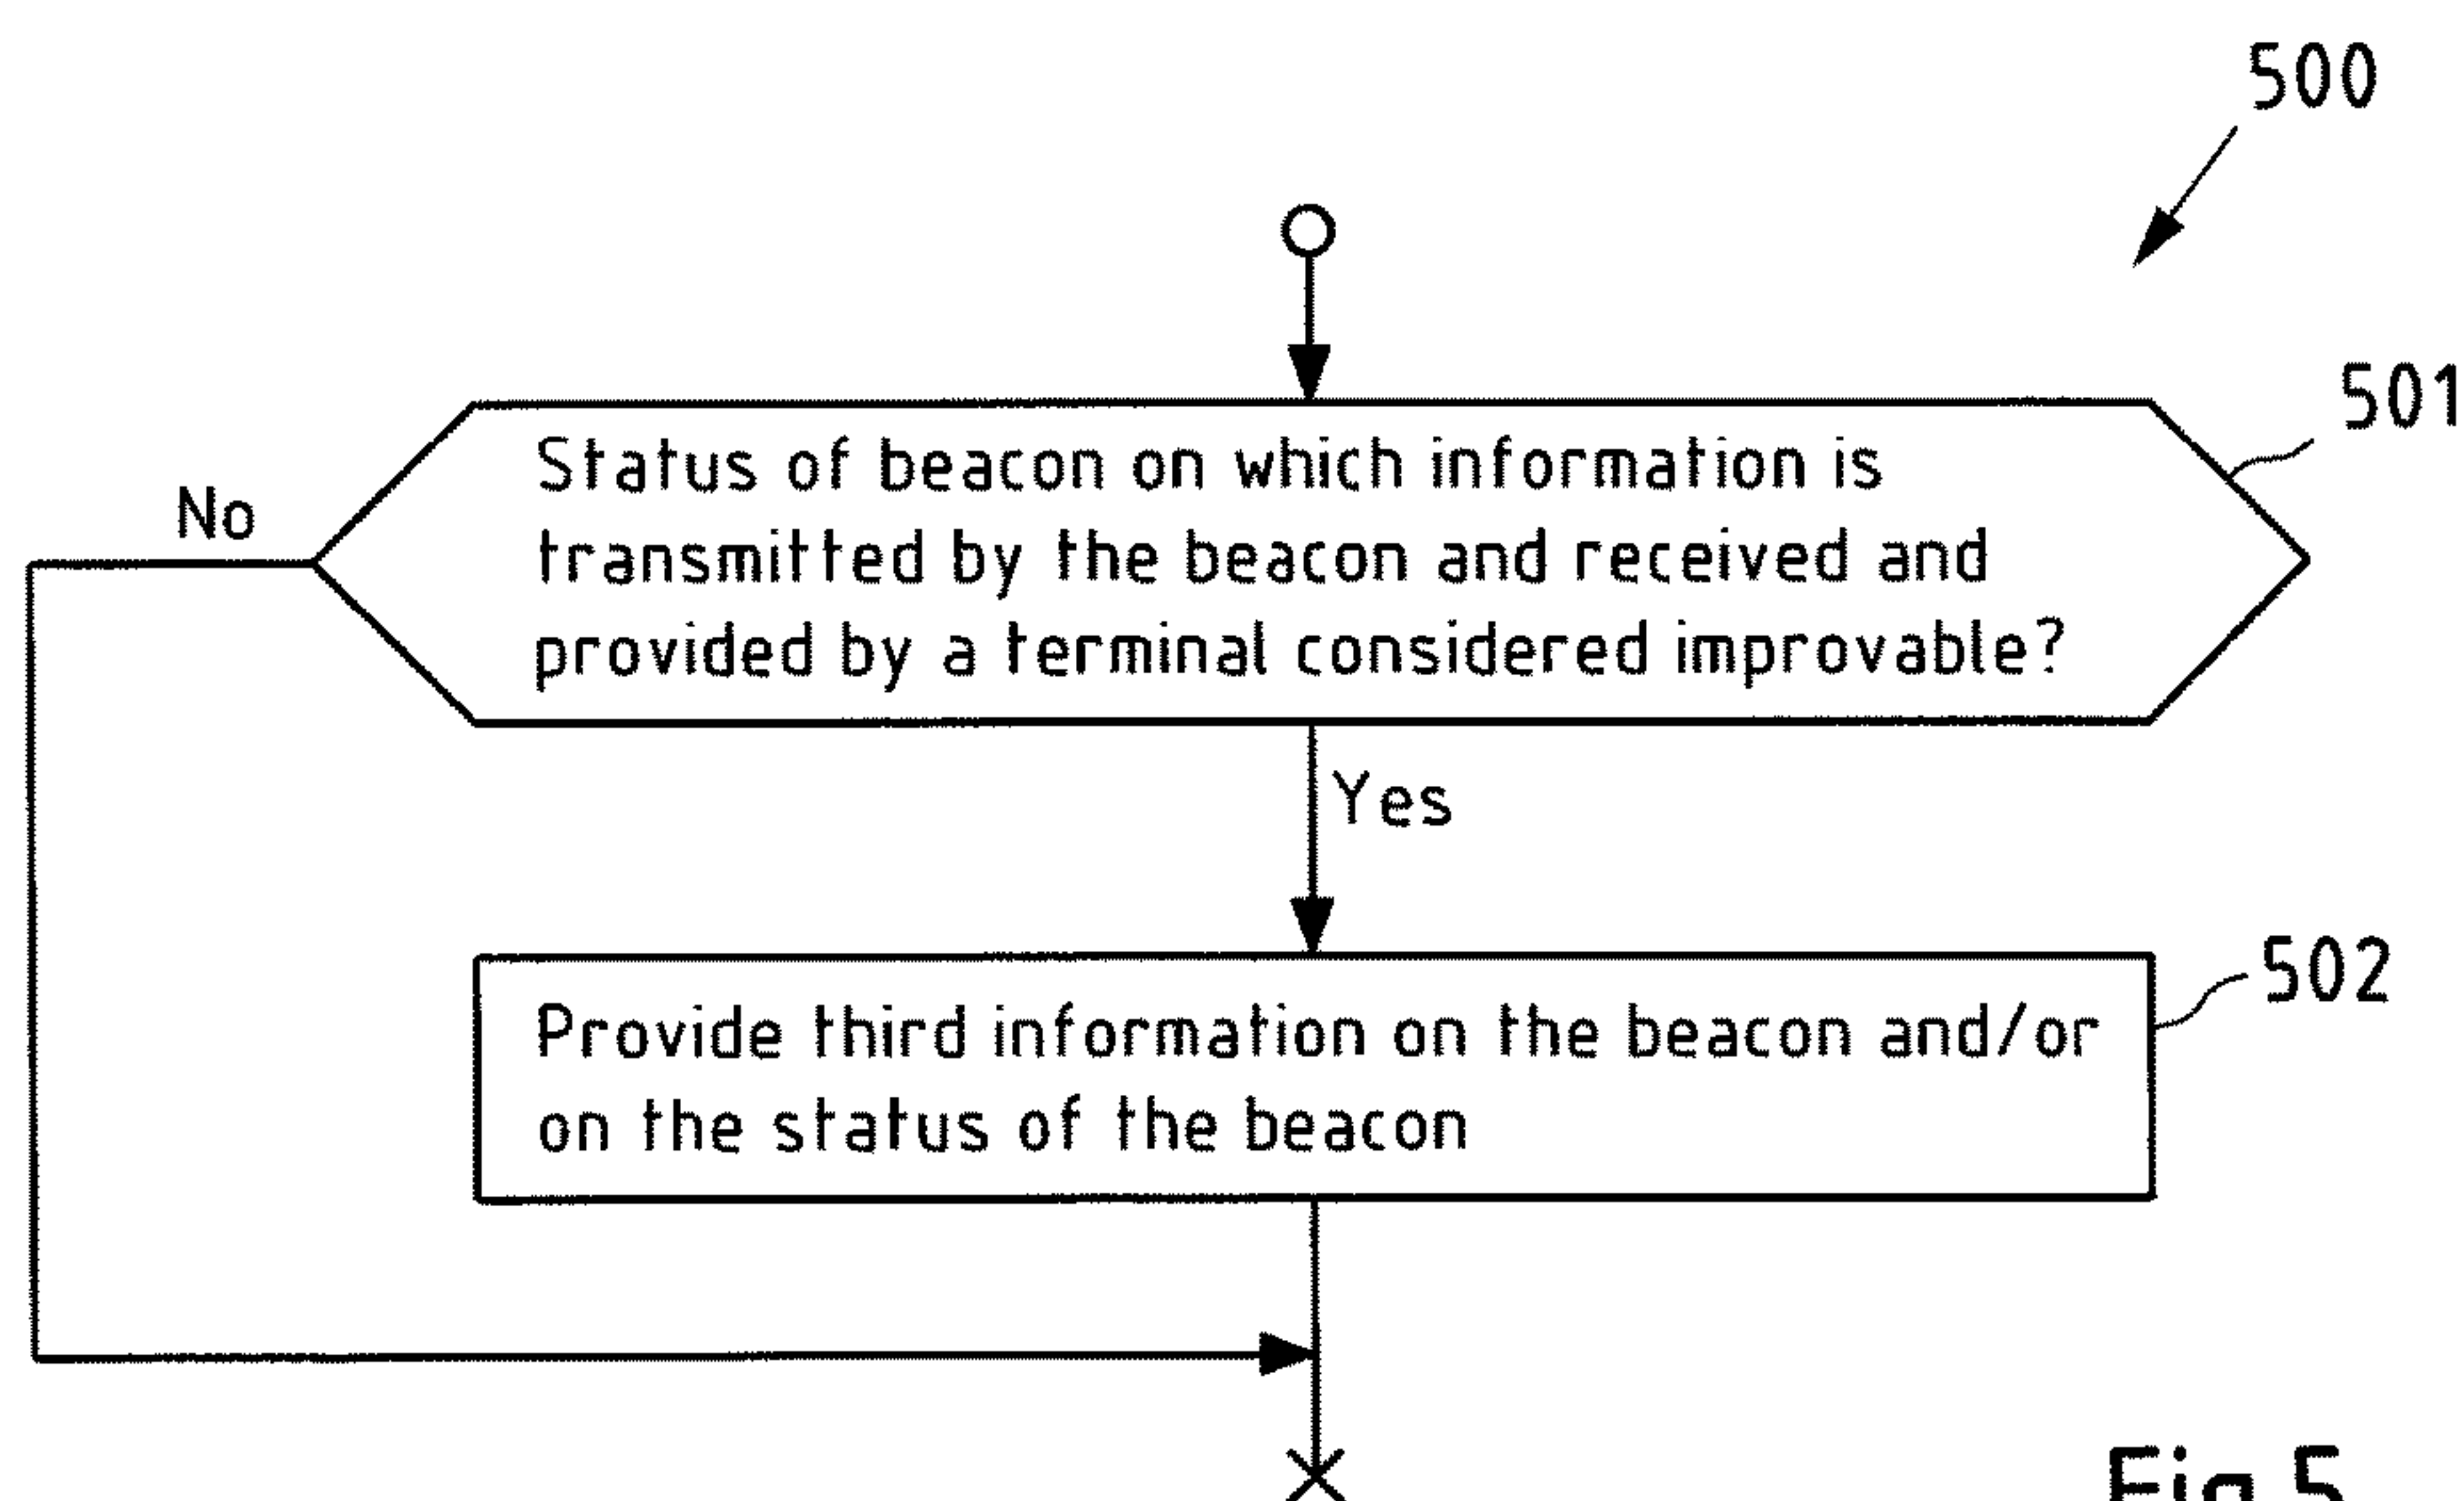 500
501
Status of beacon on which information is
transmitted by the beacon and received and
provided by a terminal considered improvable?
No
Yes
502
Provide third information on the beacon and/or
on the status of the beacon
Fig.5